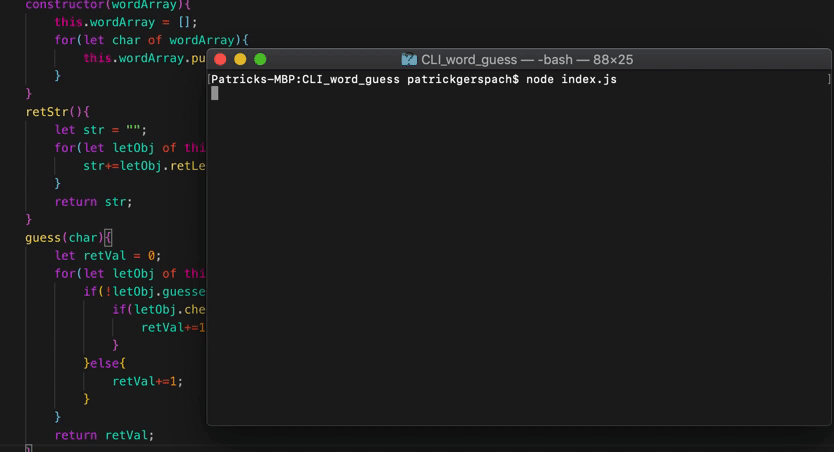 constructor(wordArray){
this.wordArray = [];
for(let char of wordArray){
this.wordArray.pu
}
}
retStr(){
let str = "";
for(let letObj of thi
str+=letObj.retLe
}
return str;
}
guess(char){
let retVal = 0;
for(let letObj of thi
if(!letObj.guesse
if(letObj.che
retVal+=1
}
}else{
retVal+=1;
}
}
return retVal;
}
CLI_word_guess — -bash — 88×25
[Patricks-MBP:CLI_word_guess patrickgerspach$ node index.js ]